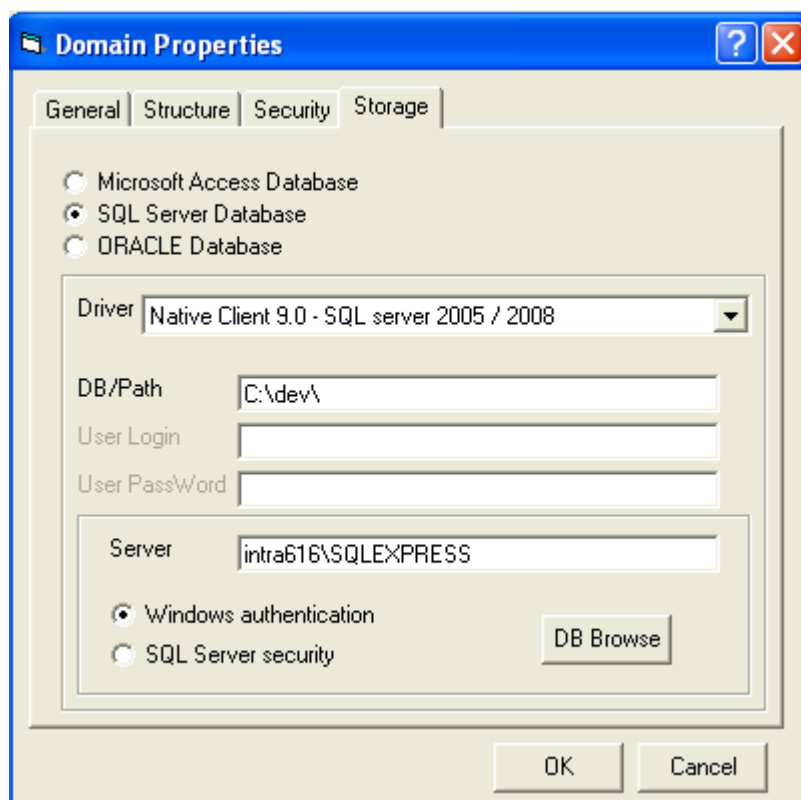 Domain Properties
General Structure Security Storage
Microsoft Access Database
SQL Server Database
ORACLE Database
Driver Native Client 9.0 - SQL server 2005 / 2008
DB/Path C:\dev\
User Login
User PassWord
Server intra616\SQLEXPRESS
Windows authentication
SQL Server security
DB Browse
OK Cancel